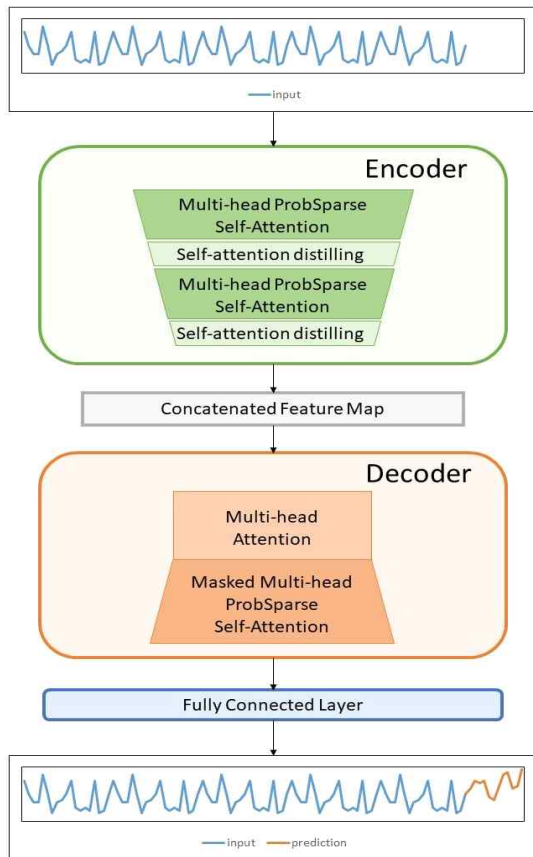 input
Encoder
Multi-head ProbSparse
Self-Attention
Self-attention distilling
Multi-head ProbSparse
Self-Attention
Self-attention distilling
Concatenated Feature Map
Decoder
Multi-head
Attention
Masked Multi-head
ProbSparse
Self-Attention
Fully Connected Layer
input prediction